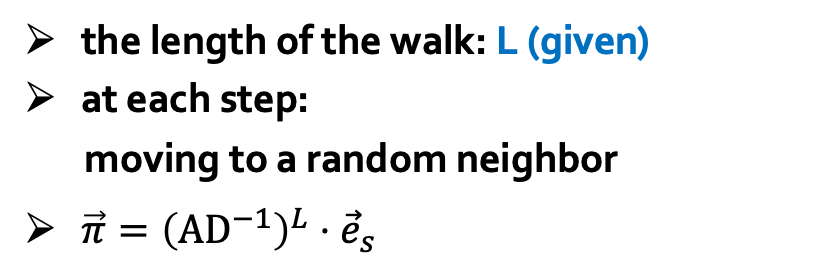 ➢ the length of the walk: L (given)
➢ at each step:
moving to a random neighbor
➢ π⃗ = (AD⁻¹)ᴸ · e⃗ₛ